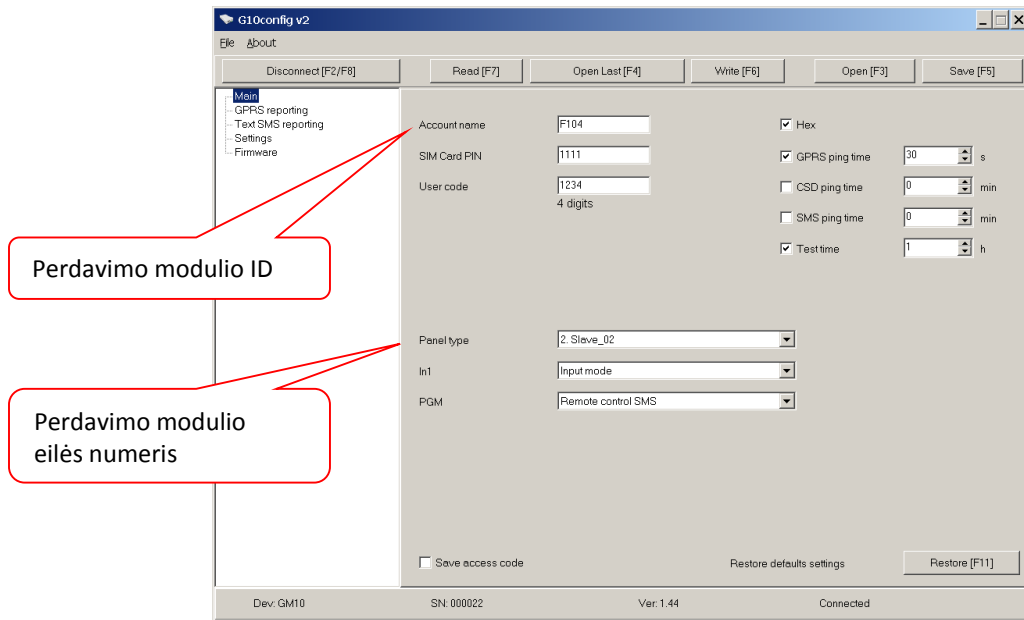 G10config v2
File About
Disconnect [F2/F8] Read [F7] Open Last [F4] Write [F6] Open [F3] Save [F5]
Main
GPRS reporting
Text SMS reporting
Settings
Firmware
Account name F104 Hex
SIM Card PIN 1111 GPRS ping time 30 s
User code 1234 CSD ping time 0 min
4 digits
SMS ping time 0 min
Test time 1 h
Perdavimo modulio ID
Panel type 2. Slave_02
In1 Input mode
PGM Remote control SMS
Perdavimo modulio
eilės numeris
Save access code Restore defaults settings Restore [F11]
Dev: GM10 SN: 000022 Ver: 1.44 Connected